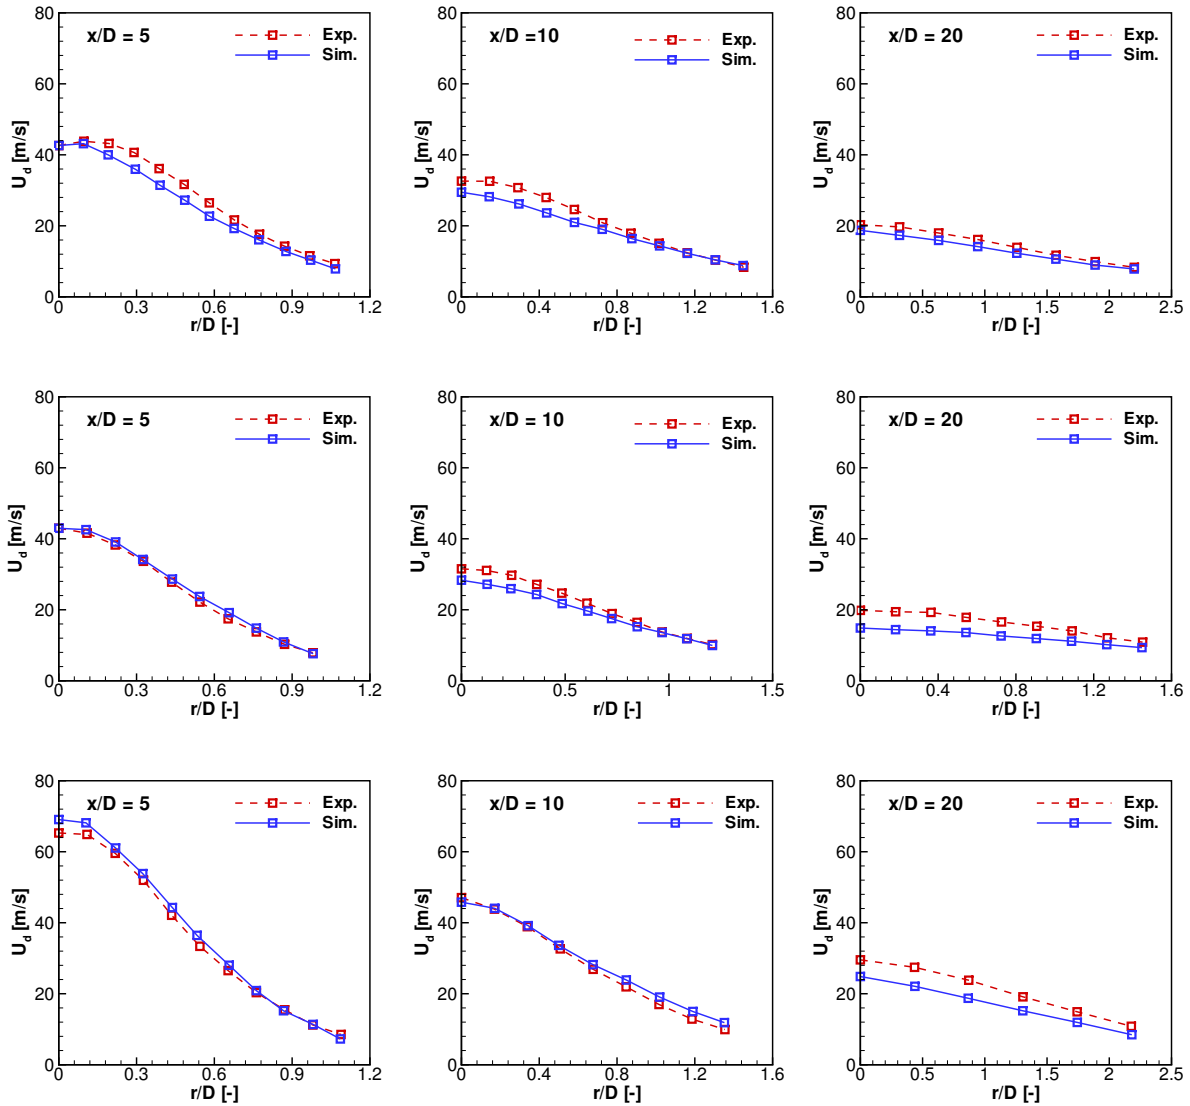 x/D = 5
Exp.
Sim.
U_d [m/s]
80
60
40
20
0
0 0.3 0.6 0.9 1.2
r/D [-]
x/D =10
Exp.
Sim.
U_d [m/s]
80
60
40
20
0
0 0.4 0.8 1.2 1.6
r/D [-]
x/D = 20
Exp.
Sim.
U_d [m/s]
80
60
40
20
0
0 0.5 1 1.5 2 2.5
r/D [-]
x/D = 5
Exp.
Sim.
U_d [m/s]
80
60
40
20
0
0 0.3 0.6 0.9 1.2
r/D [-]
x/D = 10
Exp.
Sim.
U_d [m/s]
80
60
40
20
0
0 0.5 1 1.5
r/D [-]
x/D = 20
Exp.
Sim.
U_d [m/s]
80
60
40
20
0
0 0.4 0.8 1.2 1.6
r/D [-]
x/D = 5
Exp.
Sim.
U_d [m/s]
80
60
40
20
0
0 0.3 0.6 0.9 1.2
r/D [-]
x/D = 10
Exp.
Sim.
U_d [m/s]
80
60
40
20
0
0 0.4 0.8 1.2 1.6
r/D [-]
x/D = 20
Exp.
Sim.
U_d [m/s]
80
60
40
20
0
0 0.5 1 1.5 2 2.5
r/D [-]